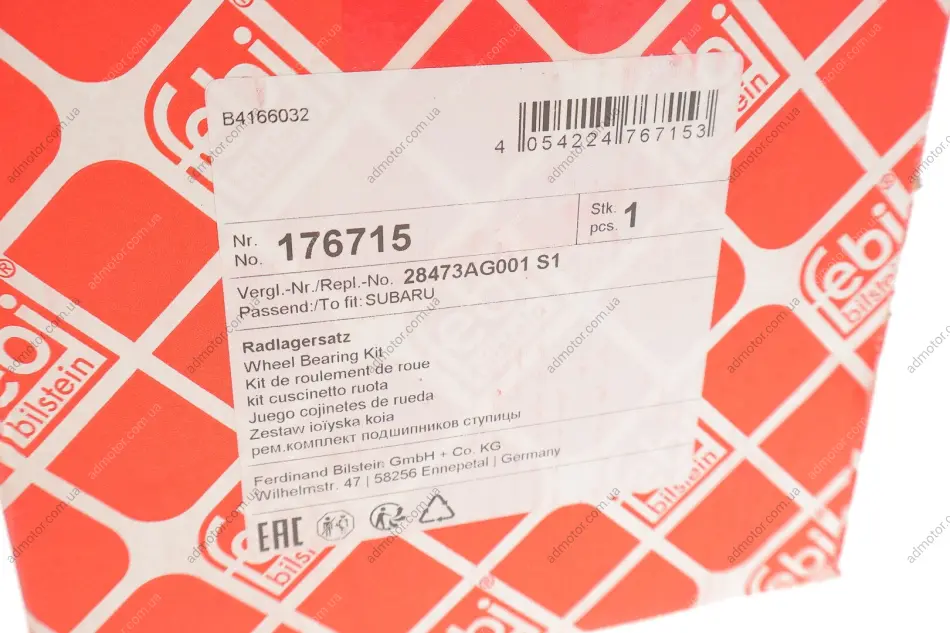 B4166032
4 054224 767153
Nr. No. 176715
Stk. pcs. 1
Vergl.-Nr./Repl.-No. 28473AG001 S1
Passend:/To fit: SUBARU
Radlagersatz
Wheel Bearing Kit
Kit de roulement de roue
kit cuscinetto ruota
Juego cojinetes de rueda
Zestaw ioïyska koia
рем.комплект подшипников ступицы
Ferdinand Bilstein GmbH + Co. KG
Wilhelmstr. 47 | 58256 Ennepetal | Germany
EAC
febi
bilstein
admotor.com.ua